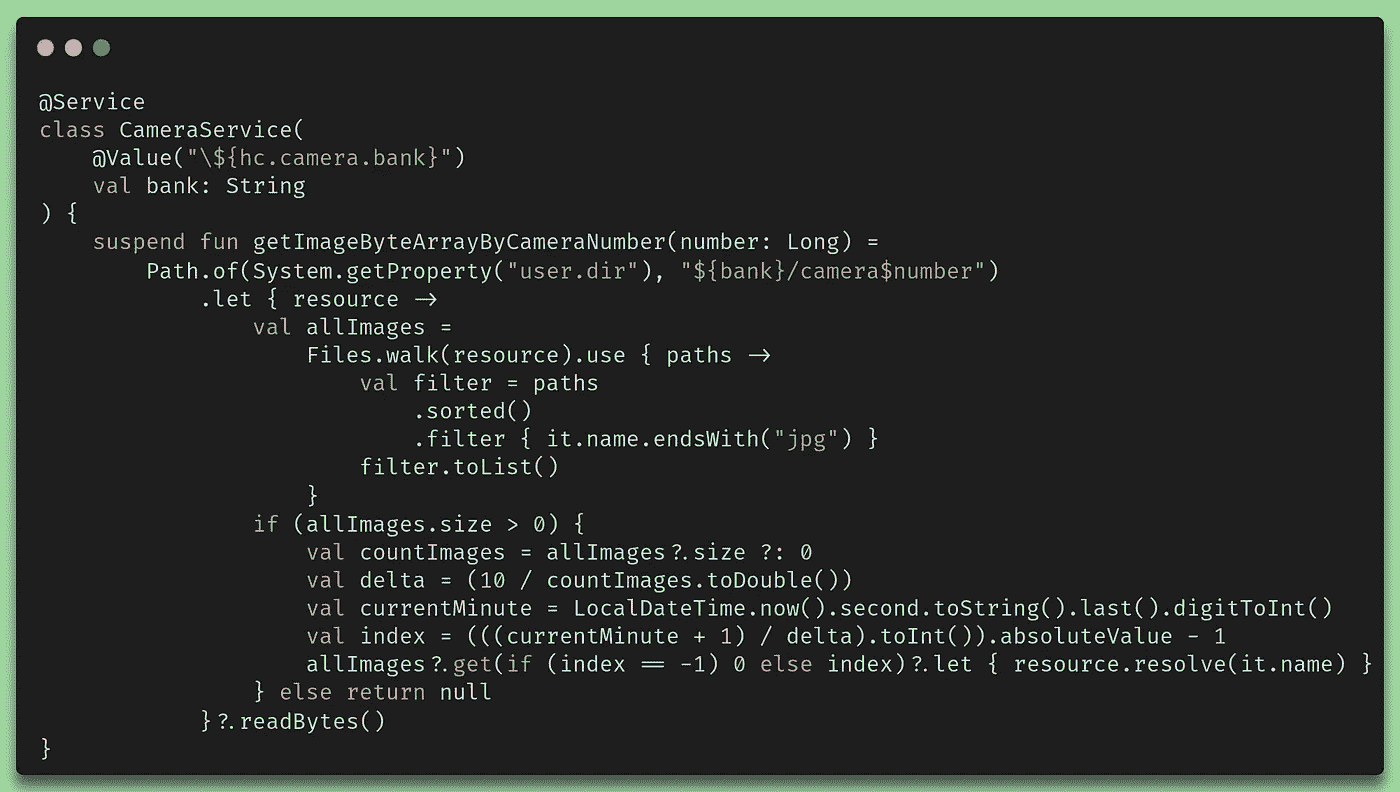 @Service
class CameraService(
    @Value("\${hc.camera.bank}")
    val bank: String
) {
    suspend fun getImageByteArrayByCameraNumber(number: Long) =
        Path.of(System.getProperty("user.dir"), "${bank}/camera$number")
            .let { resource ->
                val allImages =
                    Files.walk(resource).use { paths ->
                        val filter = paths
                            .sorted()
                            .filter { it.name.endsWith("jpg") }
                        filter.toList()
                    }
                if (allImages.size > 0) {
                    val countImages = allImages?.size ?: 0
                    val delta = (10 / countImages.toDouble())
                    val currentMinute = LocalDateTime.now().second.toString().last().digitToInt()
                    val index = (((currentMinute + 1) / delta).toInt()).absoluteValue - 1
                    allImages?.get(if (index == -1) 0 else index)?.let { resource.resolve(it.name) }
                } else return null
            }?.readBytes()
}